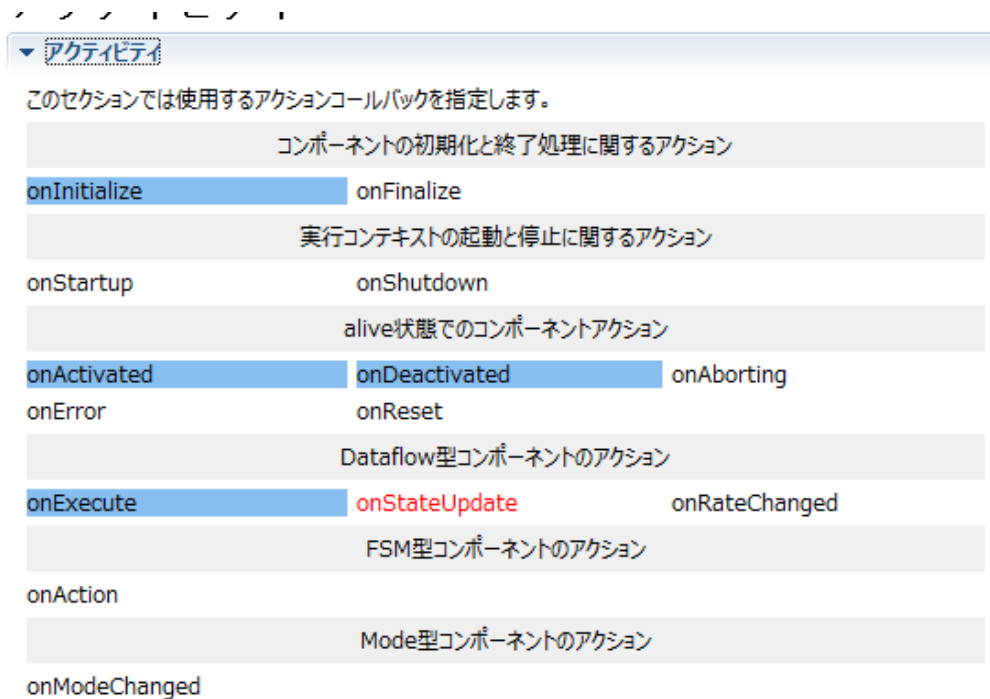 アクティビティ
このセクションでは使用するアクションコールバックを指定します。
コンポーネントの初期化と終了処理に関するアクション
onInitialize onFinalize
実行コンテキストの起動と停止に関するアクション
onStartup onShutdown
alive状態でのコンポーネントアクション
onActivated onDeactivated onAborting
onError onReset
Dataflow型コンポーネントのアクション
onExecute onStateUpdate onRateChanged
FSM型コンポーネントのアクション
onAction
Mode型コンポーネントのアクション
onModeChanged